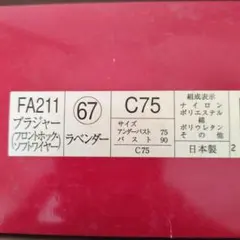 FA211
ブラジャー
(フロントホック・
ソフトワイヤー)
67
ラベンダー
C75
サイズ
アンダーバスト 75
バスト 90
C75
組成表示
ナイロン
ポリエステル
綿
ポリウレタン
その他
日本製
2